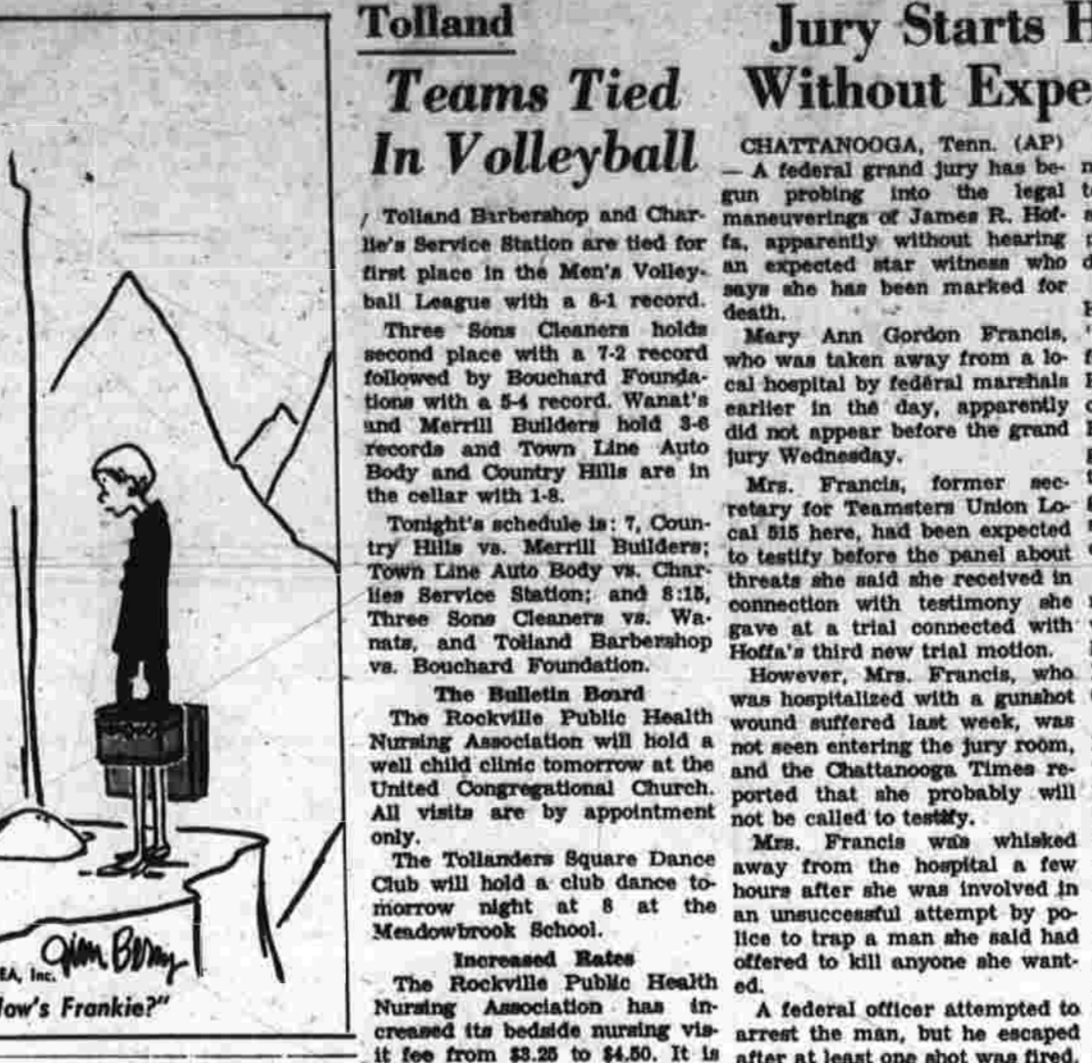 Tolland
Teams Tied
In Volleyball
Tolland Barbershop and Char-
lie's Service Station are tied for
first place in the Men's Volley-
ball League with a 8-1 record.
Three Sons Cleaners holds
second place with a 7-2 record
followed by Bouchard Founda-
tions with a 5-4 record. Wanat's
and Merrill Builders hold 3-6
records and Town Line Auto
Body and Country Hills are in
the cellar with 1-8.
Tonight's schedule is: 7, Coun-
try Hills vs. Merrill Builders;
Town Line Auto Body vs. Char-
lies Service Station; and 8:15,
Three Sons Cleaners vs. Wa-
nats, and Tolland Barbershop
vs. Bouchard Foundation.
The Bulletin Board
The Rockville Public Health
Nursing Association will hold a
well child clinic tomorrow at the
United Congregational Church.
All visits are by appointment
only.
The Tollanders Square Dance
Club will hold a club dance to-
morrow night at 8 at the
Meadowbrook School.
Increased Rates
The Rockville Public Health
Nursing Association has in-
creased its bedside nursing vis-
it fee from $3.25 to $4.50. It is
Jury Starts
Without
CHATTANOOGA, Tenn. (AP)
— A federal grand jury has be-
gun probing into the legal
maneuverings of James R. Hof-
fa, apparently without hearing
an expected star witness who
says she has been marked for
death.
Mary Ann Gordon Francis,
who was taken away from a lo-
cal hospital by federal marshals
earlier in the day, apparently
did not appear before the grand
jury Wednesday.
Mrs. Francis, former sec-
retary for Teamsters Union Lo-
cal 515 here, had been expected
to testify before the panel about
threats she said she received in
connection with testimony she
gave at a trial connected with
Hoffa's third new trial motion.
However, Mrs. Francis, who
was hospitalized with a gunshot
wound suffered last week, was
not seen entering the jury room,
and the Chattanooga Times re-
ported that she probably will
not be called to testify.
Mrs. Francis was whisked
away from the hospital a few
hours after she was involved in
an unsuccessful attempt by po-
lice to trap a man she said had
offered to kill anyone she want-
ed.
A federal officer attempted to
arrest the man, but he escaped
after at least one shot was fired
Jim Berry
EA, Inc.
ow's Frankie?"